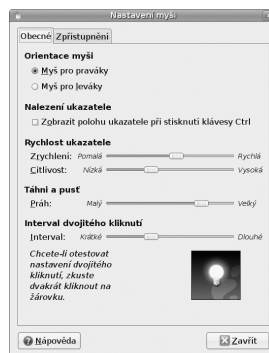 Nastavení myši
Obecné Zpřístupnění
Orientace myši
Myš pro praváky
Myš pro leváky
Nalezení ukazatele
Zobrazit polohu ukazatele při stisknutí klávesy Ctrl
Rychlost ukazatele
Zrychlení: Pomalá Rychlá
Citlivost: Nízká Vysoká
Táhni a pusť
Práh: Malý Velký
Interval dvojitého kliknutí
Interval: Krátké Dlouhé
Chcete-li otestovat
nastavení dvojitého
kliknutí, zkuste
dvakrát kliknout na
žárovku.
Nápověda Zavřít